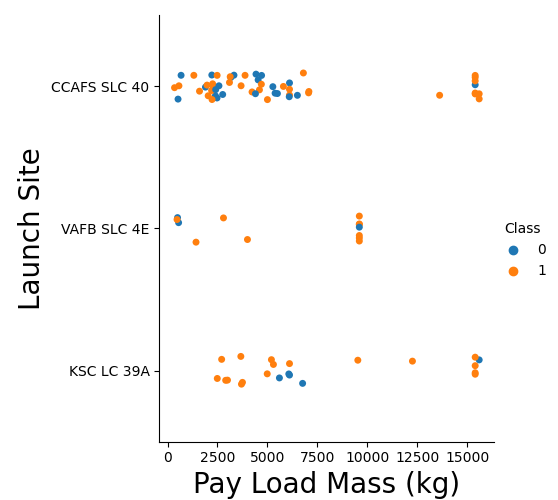 CCAFS SLC 40
VAFB SLC 4E
KSC LC 39A
Launch Site
0 2500 5000 7500 10000 12500 15000
Pay Load Mass (kg)
Class
0
1